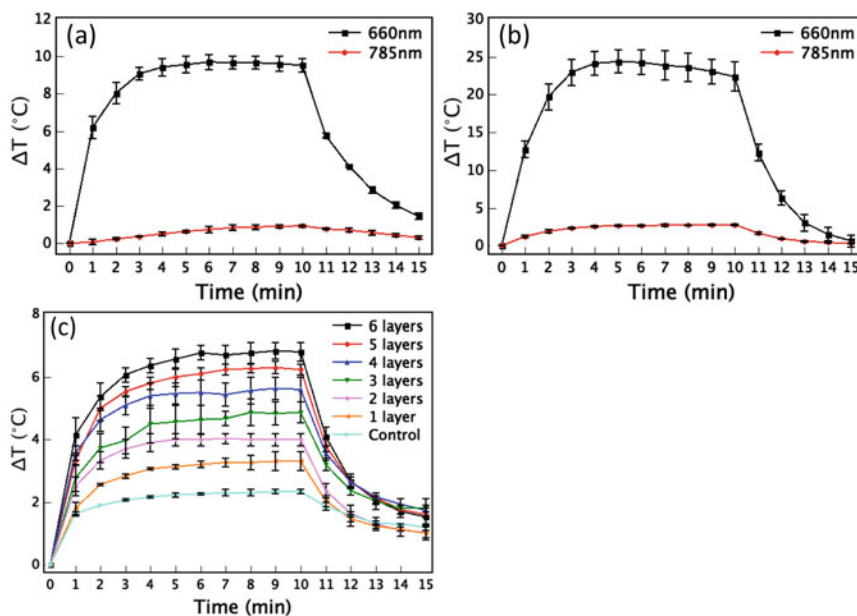 (a)
660nm
785nm
ΔT (°C)
12
10
8
6
4
2
0
0 1 2 3 4 5 6 7 8 9 10 11 12 13 14 15
Time (min)
(b)
660nm
785nm
ΔT (°C)
30
25
20
15
10
5
0
0 1 2 3 4 5 6 7 8 9 10 11 12 13 14 15
Time (min)
(c)
6 layers
5 layers
4 layers
3 layers
2 layers
1 layer
Control
ΔT (°C)
8
6
4
2
0
0 1 2 3 4 5 6 7 8 9 10 11 12 13 14 15
Time (min)